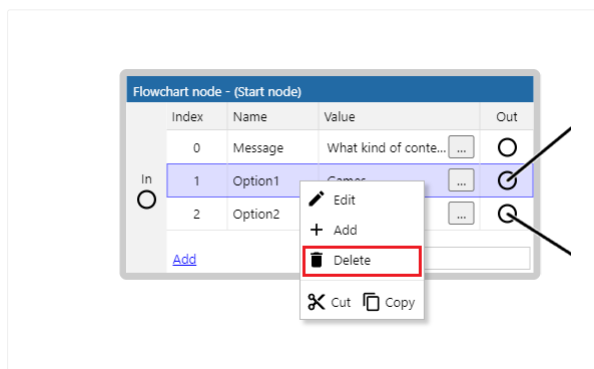 Flowchart node - (Start node)
Index Name Value Out
0 Message What kind of conte... ...
In
1 Option1 Games ...
2 Option2 ...
Add
Edit
Add
Delete
Cut Copy